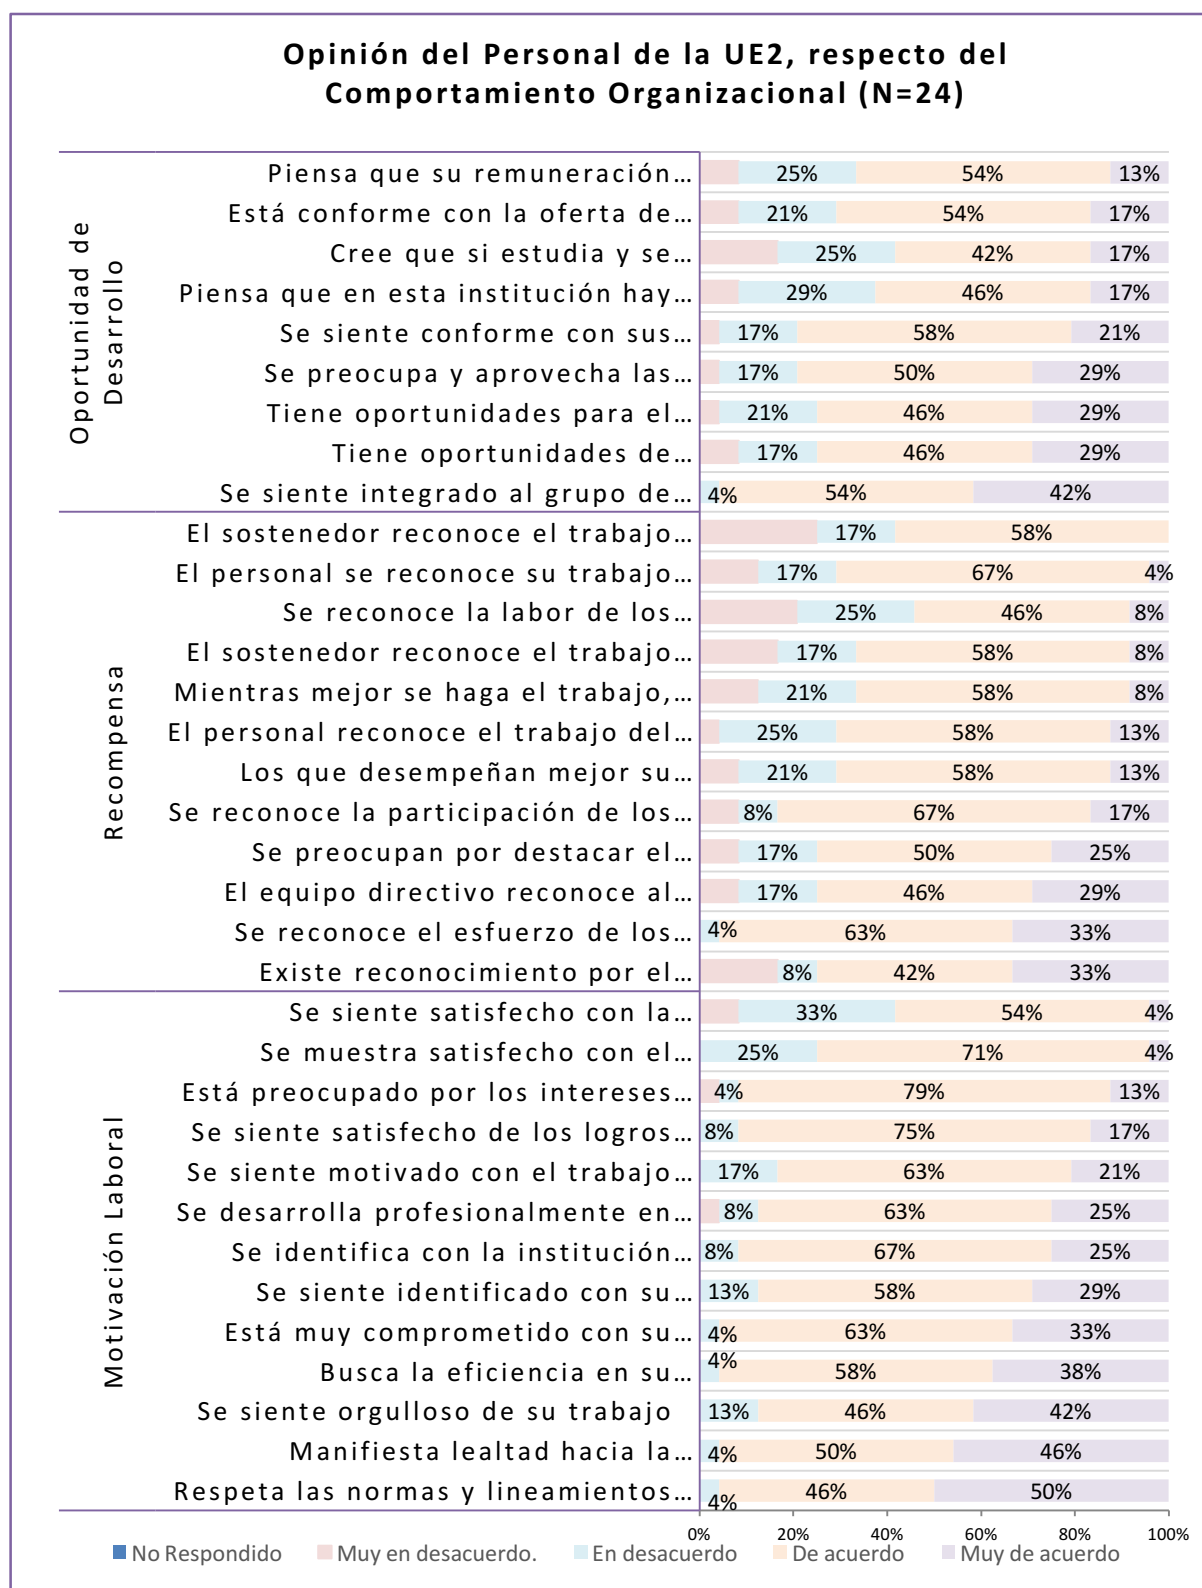 Opinión del Personal de la UE2, respecto del
Comportamiento Organizacional (N=24)
Oportunidad de
Desarrollo
Piensa que su remuneración… 25% 54% 13%
Está conforme con la oferta de… 21% 54% 17%
Cree que si estudia y se… 25% 42% 17%
Piensa que en esta institución hay… 29% 46% 17%
Se siente conforme con sus… 17% 58% 21%
Se preocupa y aprovecha las… 17% 50% 29%
Tiene oportunidades para el… 21% 46% 29%
Tiene oportunidades de… 17% 46% 29%
Se siente integrado al grupo de… 4% 54% 42%
Recompensa
El sostenedor reconoce el trabajo… 17% 58%
El personal se reconoce su trabajo… 17% 67% 4%
Se reconoce la labor de los… 25% 46% 8%
El sostenedor reconoce el trabajo… 17% 58% 8%
Mientras mejor se haga el trabajo,… 21% 58% 8%
El personal reconoce el trabajo del… 25% 58% 13%
Los que desempeñan mejor su… 21% 58% 13%
Se reconoce la participación de los… 8% 67% 17%
Se preocupan por destacar el… 17% 50% 25%
El equipo directivo reconoce al… 17% 46% 29%
Se reconoce el esfuerzo de los… 4% 63% 33%
Existe reconocimiento por el… 8% 42% 33%
Motivación Laboral
Se siente satisfecho con la… 33% 54% 4%
Se muestra satisfecho con el… 25% 71% 4%
Está preocupado por los intereses… 4% 79% 13%
Se siente satisfecho de los logros… 8% 75% 17%
Se siente motivado con el trabajo… 17% 63% 21%
Se desarrolla profesionalmente en… 8% 63% 25%
Se identifica con la institución… 8% 67% 25%
Se siente identificado con su… 13% 58% 29%
Está muy comprometido con su… 4% 63% 33%
Busca la eficiencia en su… 4% 58% 38%
Se siente orgulloso de su trabajo 13% 46% 42%
Manifiesta lealtad hacia la… 4% 50% 46%
Respeta las normas y lineamientos… 4% 46% 50%
0% 20% 40% 60% 80% 100%
No Respondido Muy en desacuerdo. En desacuerdo De acuerdo Muy de acuerdo